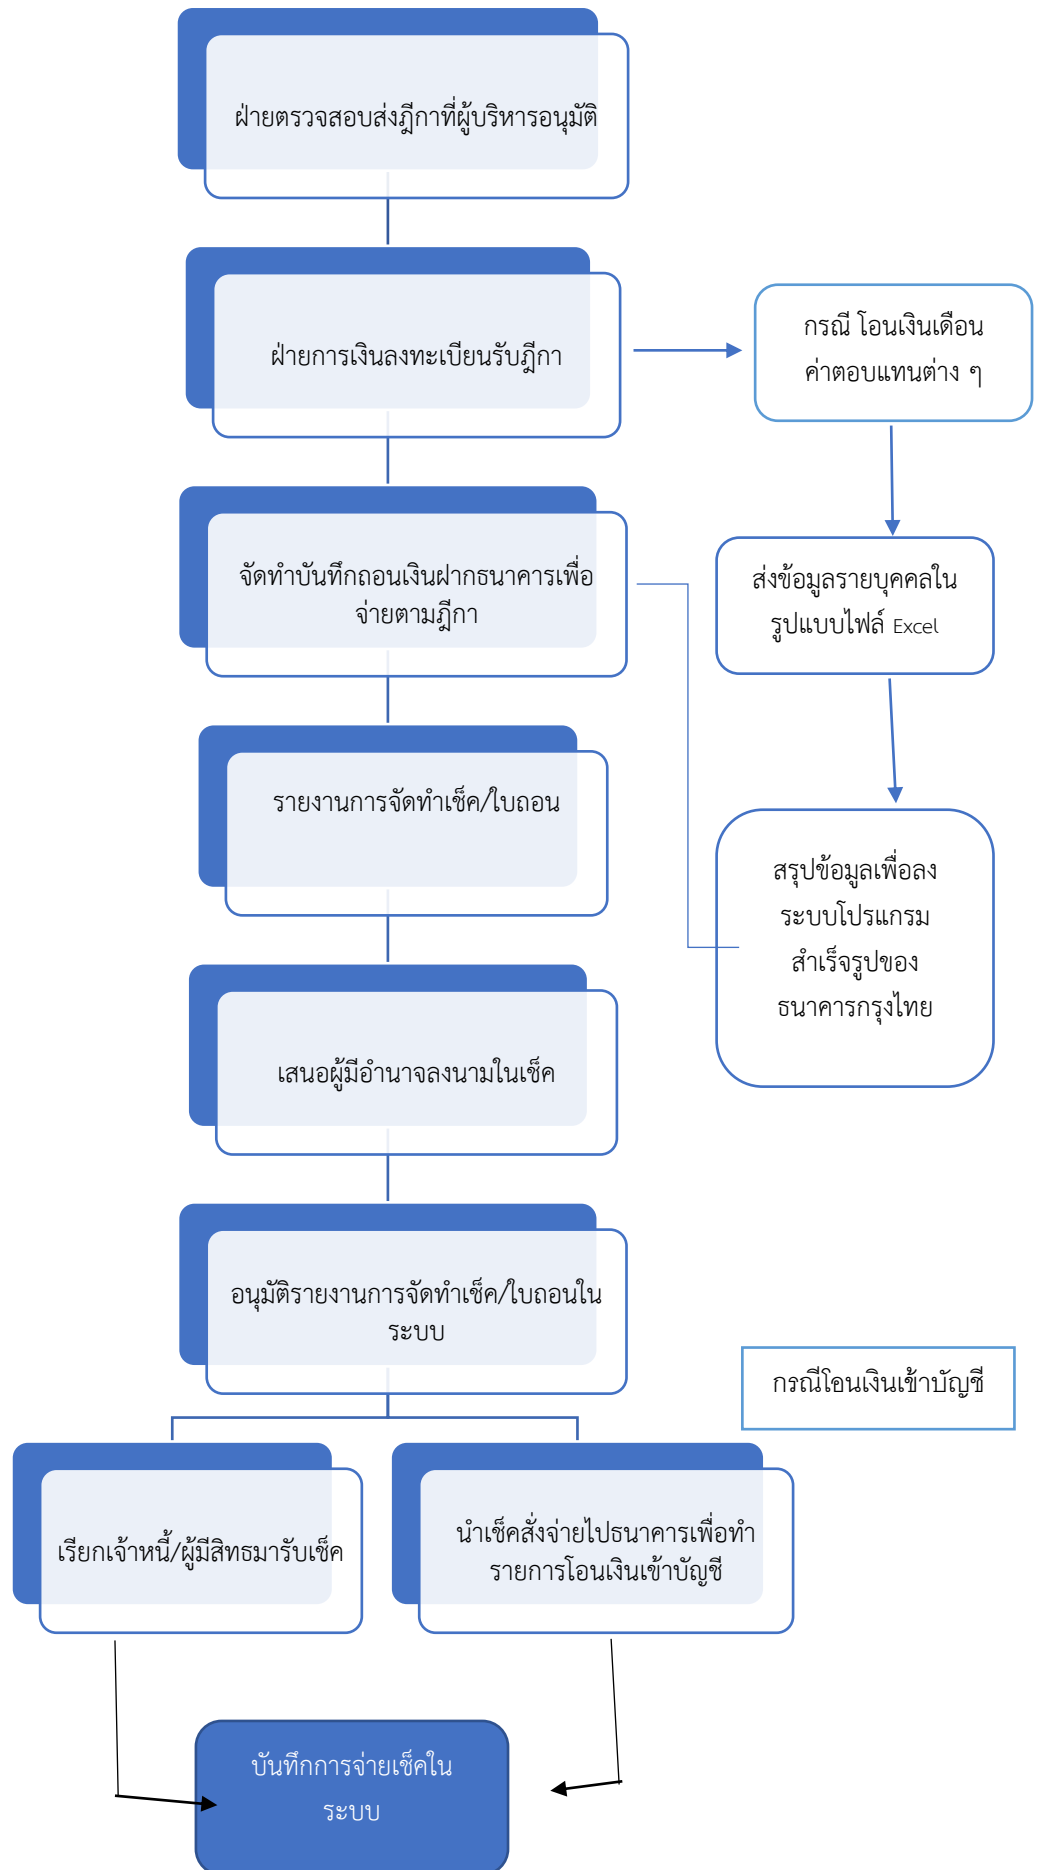 ฝ่ายตรวจสอบส่งฎีกาที่ผู้บริหารอนุมัติ
ฝ่ายการเงินลงทะเบียนรับฎีกา
กรณี โอนเงินเดือน
ค่าตอบแทนต่าง ๆ
จัดทำบันทึกถอนเงินฝากธนาคารเพื่อ
จ่ายตามฎีกา
ส่งข้อมูลรายบุคคลใน
รูปแบบไฟล์ Excel
รายงานการจัดทำเช็ค/ใบถอน
สรุปข้อมูลเพื่อลง
ระบบโปรแกรม
สำเร็จรูปของ
ธนาคารกรุงไทย
เสนอผู้มีอำนาจลงนามในเช็ค
อนุมัติรายงานการจัดทำเช็ค/ใบถอนใน
ระบบ
กรณีโอนเงินเข้าบัญชี
เรียกเจ้าหนี้/ผู้มีสิทธมารับเช็ค
นำเช็คสั่งจ่ายไปธนาคารเพื่อทำ
รายการโอนเงินเข้าบัญชี
บันทึกการจ่ายเช็คใน
ระบบ